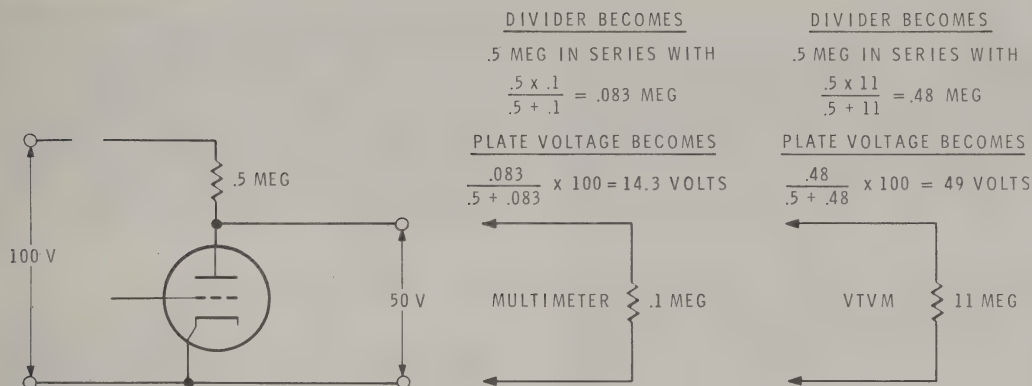 DIVIDER BECOMES
.5 MEG IN SERIES WITH
.5 x .1
.5 + .1
= .083 MEG
PLATE VOLTAGE BECOMES
.083
.5 + .083
x 100 = 14.3 VOLTS
DIVIDER BECOMES
.5 MEG IN SERIES WITH
.5 x 11
.5 + 11
= .48 MEG
PLATE VOLTAGE BECOMES
.48
.5 + .48
x 100 = 49 VOLTS
.5 MEG
100 V
50 V
MULTIMETER
.1 MEG
VTVM
11 MEG